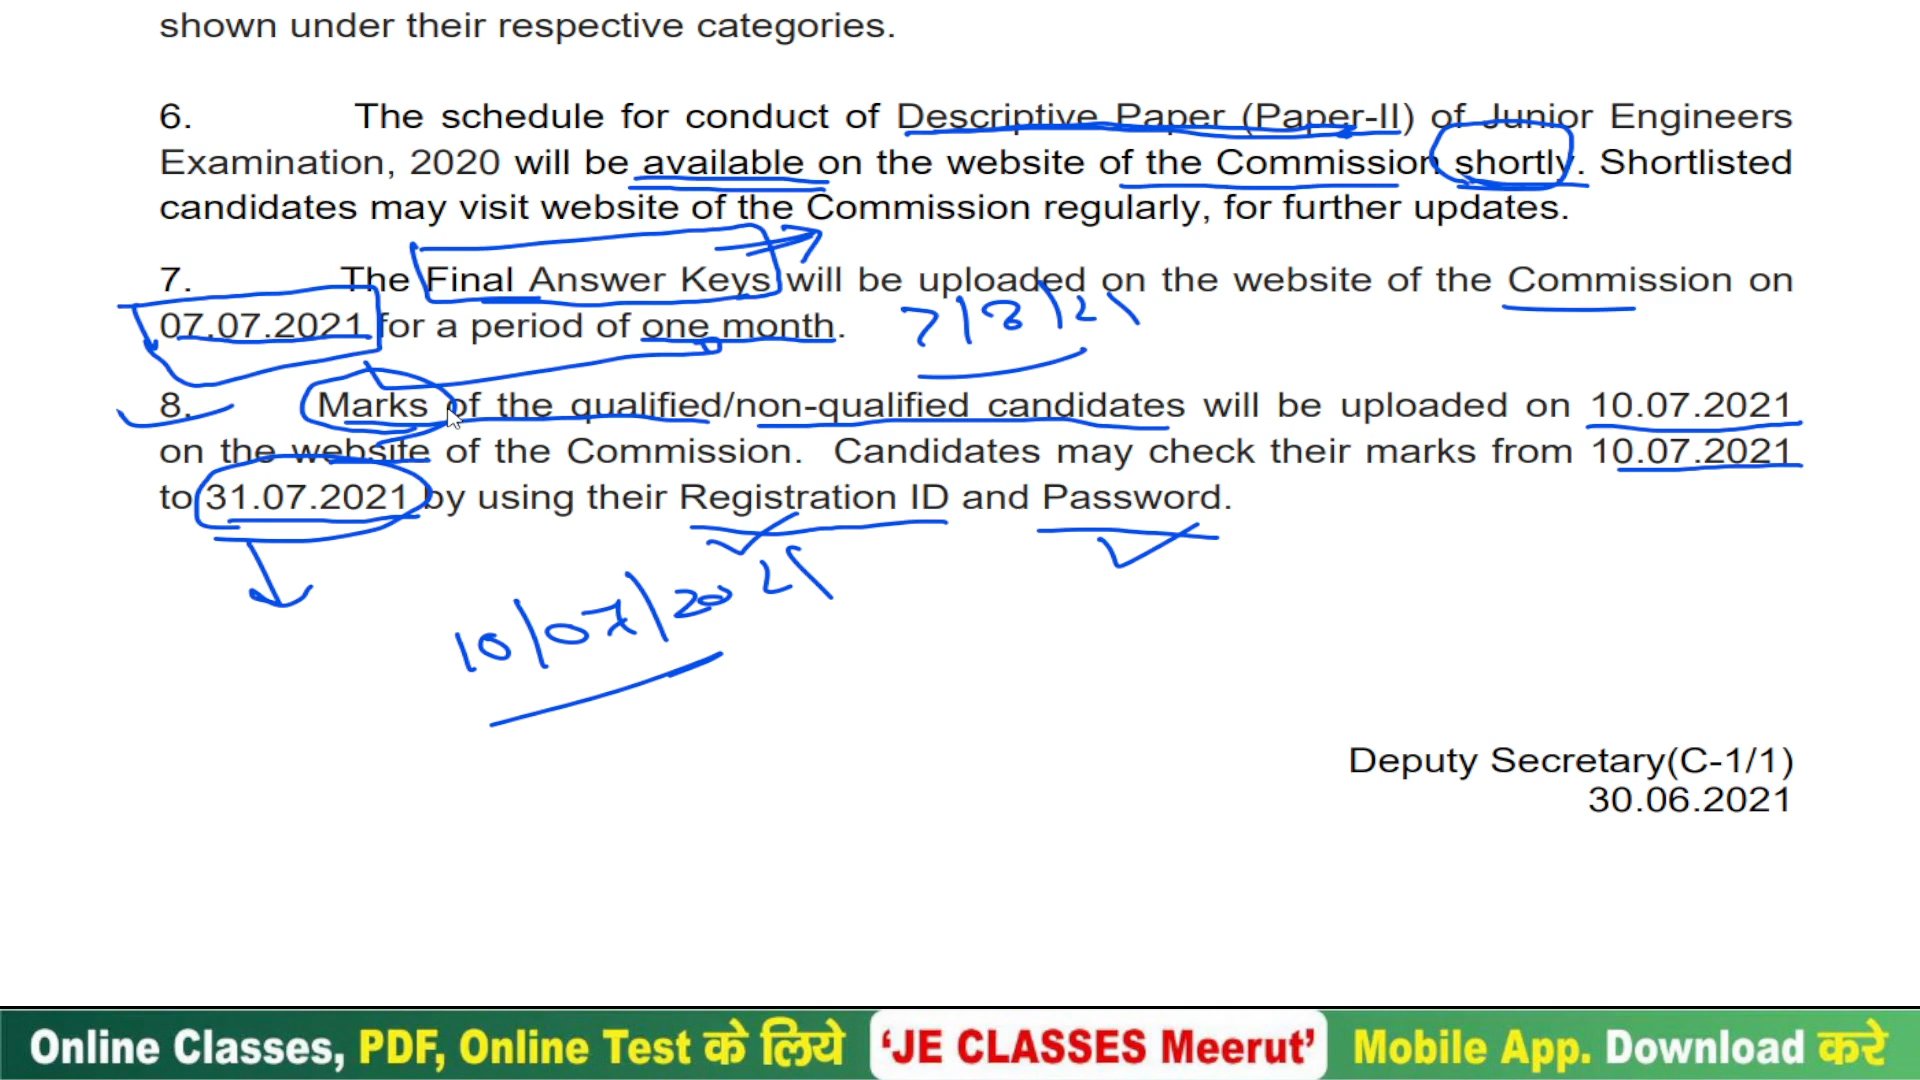 shown under their respective categories.
6. The schedule for conduct of Descriptive Paper (Paper-II) of Junior Engineers
Examination, 2020 will be available on the website of the Commission shortly. Shortlisted
candidates may visit website of the Commission regularly, for further updates.
7. The Final Answer Keys will be uploaded on the website of the Commission on
07.07.2021 for a period of one month.
7/8/21
8. Marks of the qualified/non-qualified candidates will be uploaded on 10.07.2021
on the website of the Commission. Candidates may check their marks from 10.07.2021
to 31.07.2021 by using their Registration ID and Password.
10/07/2021
Deputy Secretary(C-1/1)
30.06.2021
Online Classes, PDF, Online Test के लिये 'JE CLASSES Meerut' Mobile App. Download करे